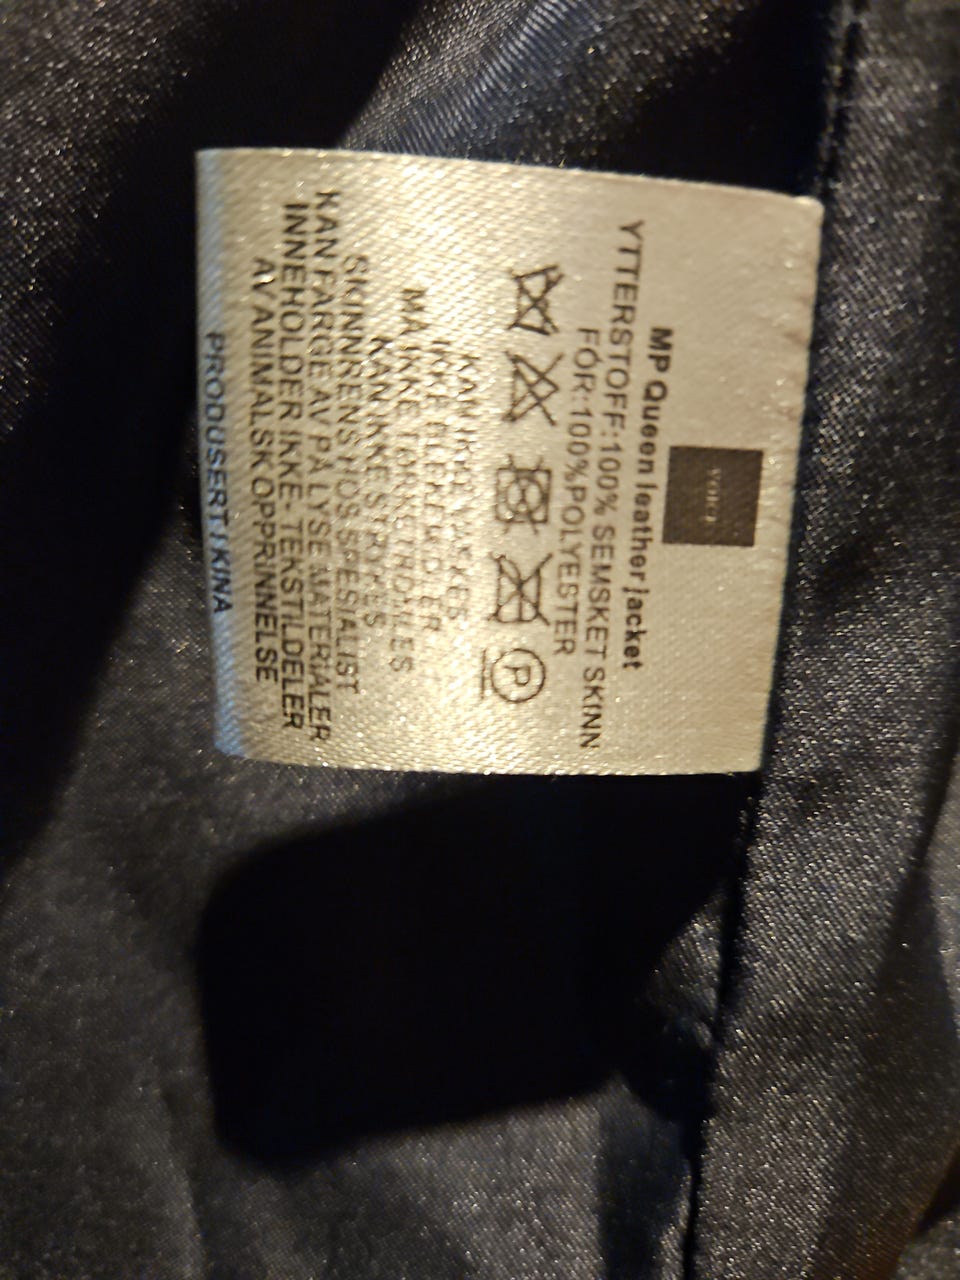 MP Queen leather jacket
YTTERSTOFF:100% SEMSKET SKINN
FÓR:100%POLYESTER
P
KAN IKKE VASKES
IKKE BLEKEMIDLER
MÅ IKKE TØRKETROMLES
KAN IKKE STRYKES
SKINNRENS HOS SPESIALIST
KAN FARGE AV PÅ LYSE MATERIALER
INNEHOLDER IKKE-TEKSTILDELER
AV ANIMALSK OPPRINNELSE
PRODUSERT I KINA